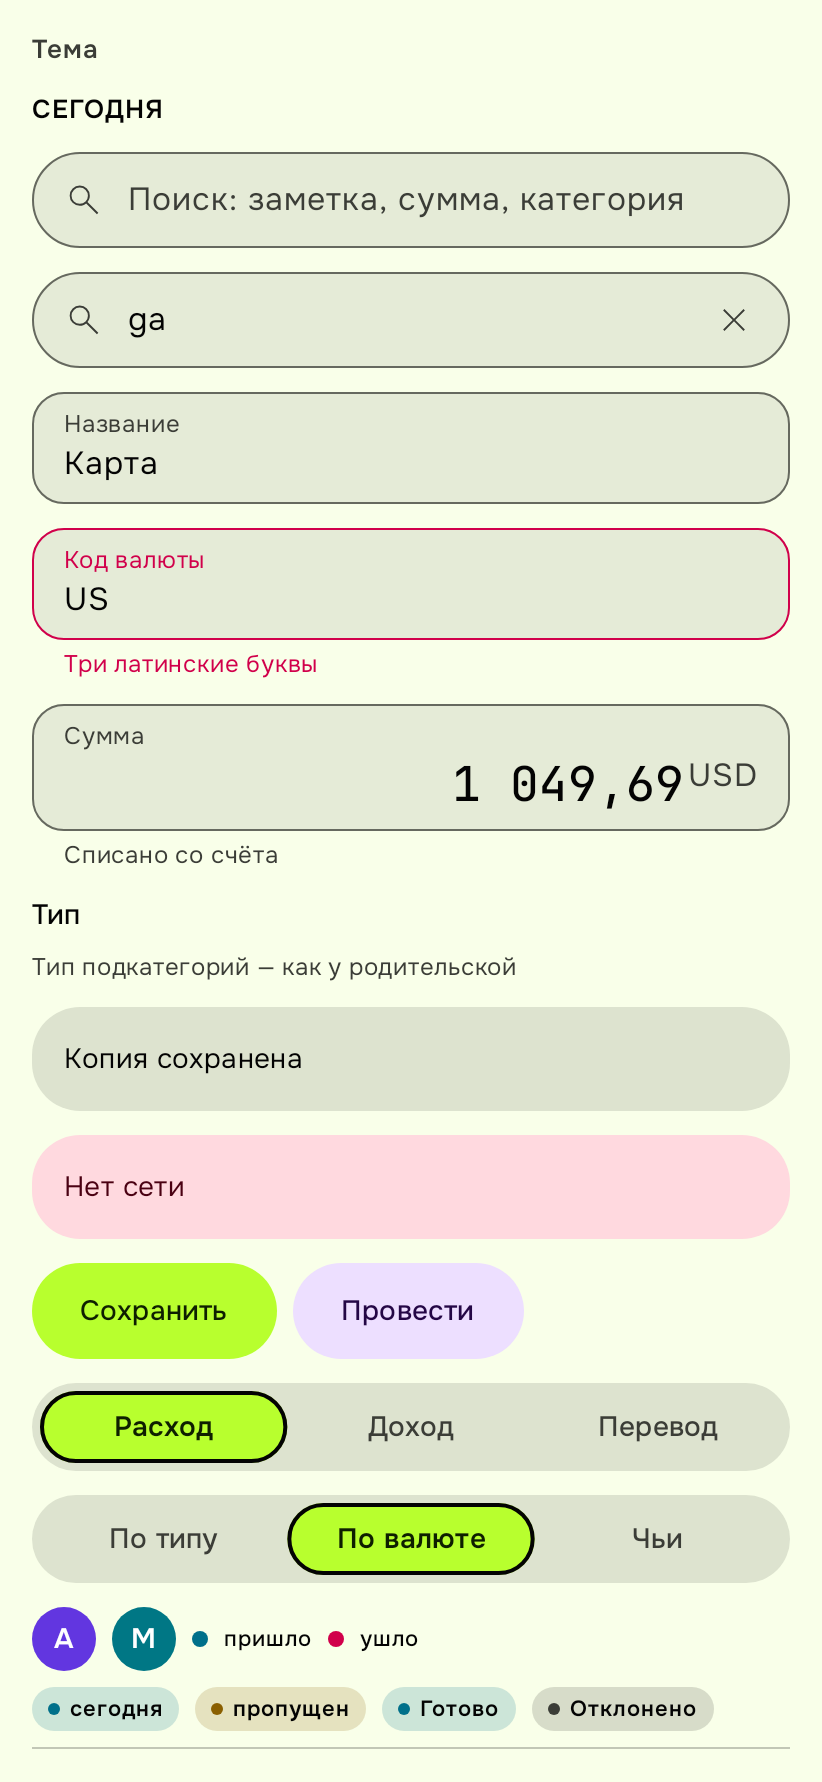 Тема
СЕГОДНЯ
Поиск: заметка, сумма, категория
ga
Название
Карта
Код валюты
US
Три латинские буквы
Сумма
1 049,69 USD
Списано со счёта
Тип
Тип подкатегорий — как у родительской
Копия сохранена
Нет сети
Сохранить Провести
Расход Доход Перевод
По типу По валюте Чьи
А М пришло ушло
сегодня пропущен Готово Отклонено